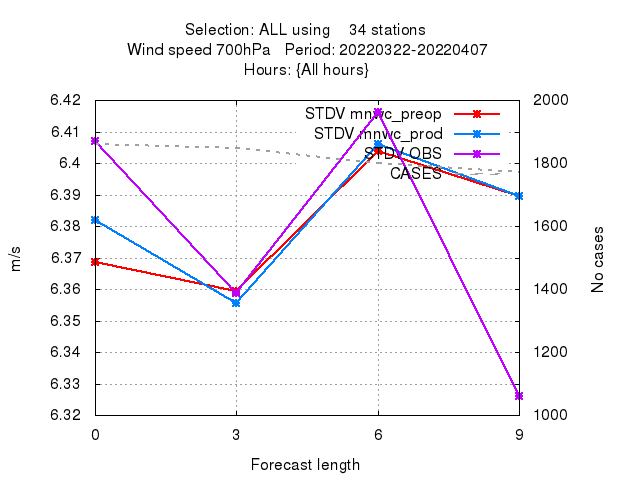 Selection: ALL using 34 stations
Wind speed 700hPa Period: 20220322-20220407
Hours: {All hours}
STDV mnwc_preop
STDV mnwc_prod
STDV OBS
CASES
6.42
6.41
6.4
6.39
6.38
6.37
6.36
6.35
6.34
6.33
6.32
m/s
2000
1800
1600
1400
1200
1000
No cases
0 3 6 9
Forecast length